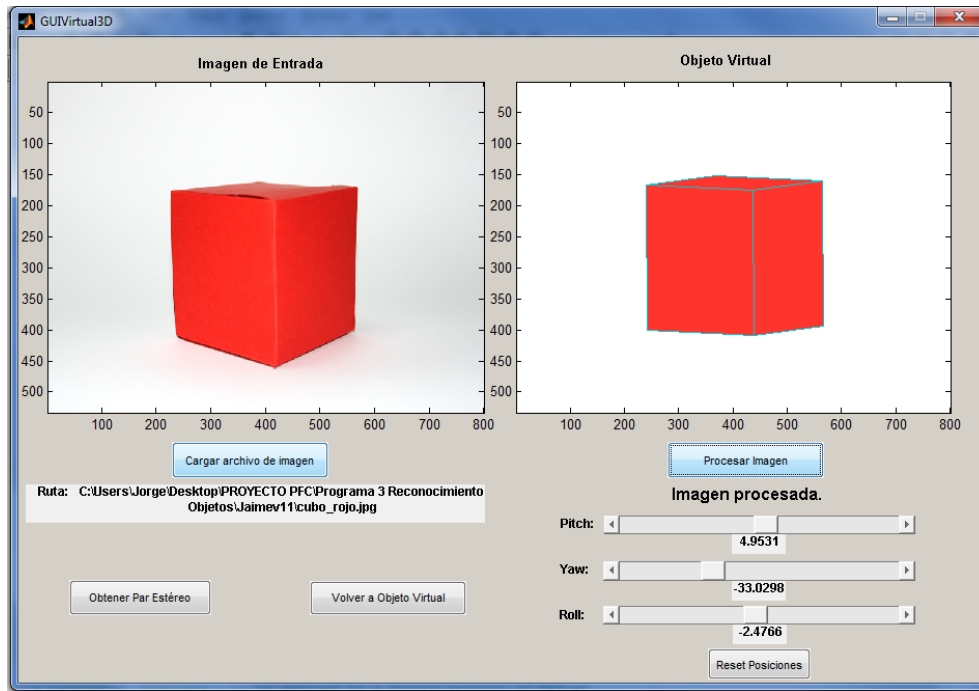 GUIVirtual3D
Imagen de Entrada
50
100
150
200
250
300
350
400
450
500
100 200 300 400 500 600 700 800
Cargar archivo de imagen
Ruta: C:\Users\Jorge\Desktop\PROYECTO PFC\Programa 3 Reconocimiento
Objetos\Jaimev11\cubo_rojo.jpg
Obtener Par Estéreo
Volver a Objeto Virtual
Objeto Virtual
50
100
150
200
250
300
350
400
450
500
100 200 300 400 500 600 700 800
Procesar Imagen
Imagen procesada.
Pitch:
4.9531
Yaw:
-33.0298
Roll:
-2.4766
Reset Posiciones